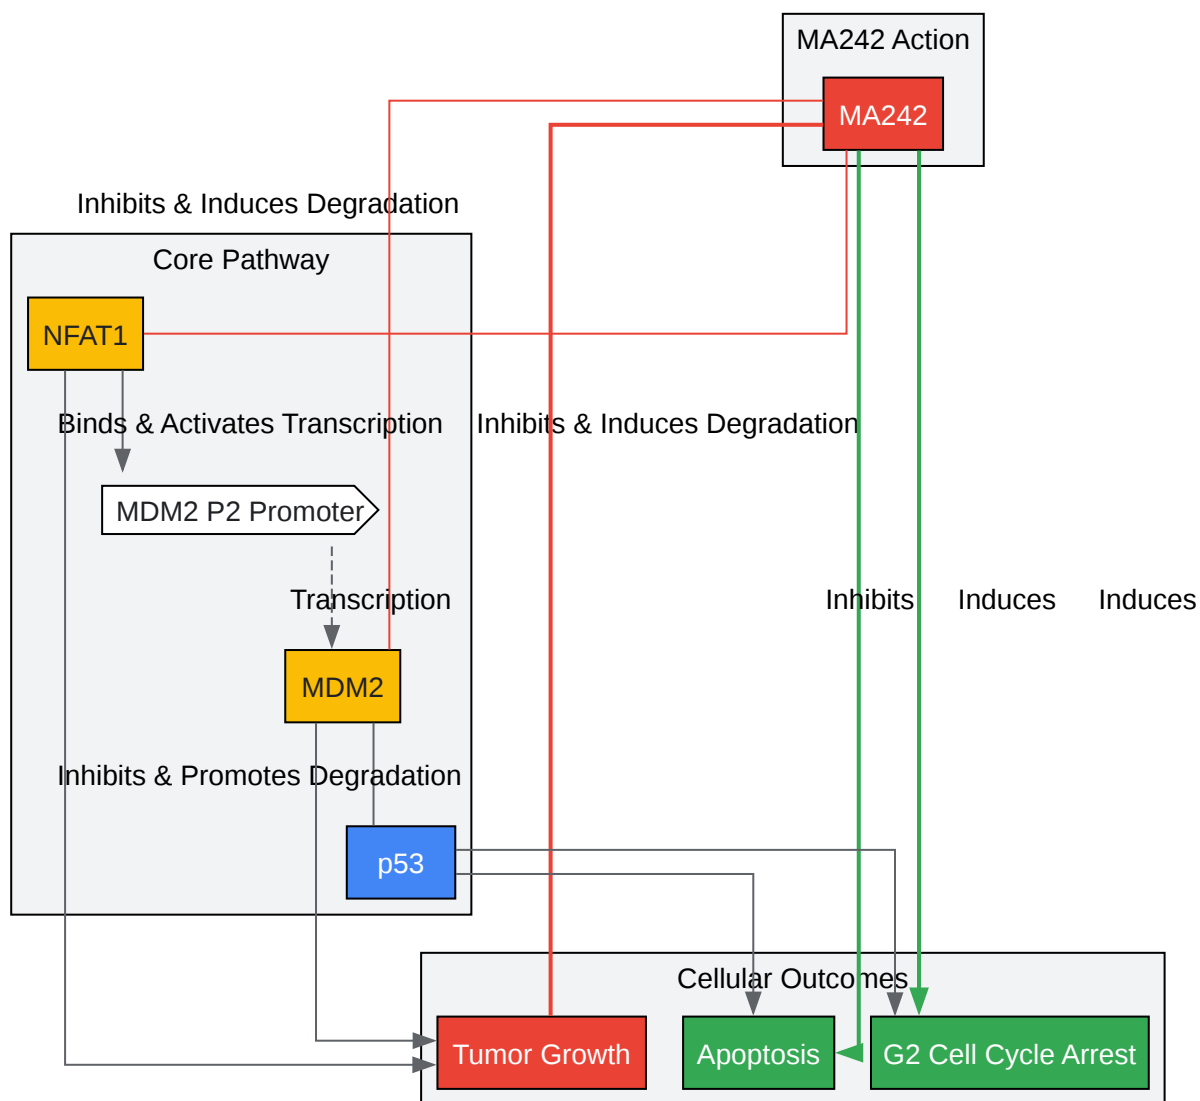 MA242 Action
MA242
Inhibits & Induces Degradation
Core Pathway
NFAT1
Binds & Activates Transcription
Inhibits & Induces Degradation
MDM2 P2 Promoter
Transcription
Inhibits
Induces
Induces
MDM2
Inhibits & Promotes Degradation
p53
Cellular Outcomes
Tumor Growth
Apoptosis
G2 Cell Cycle Arrest